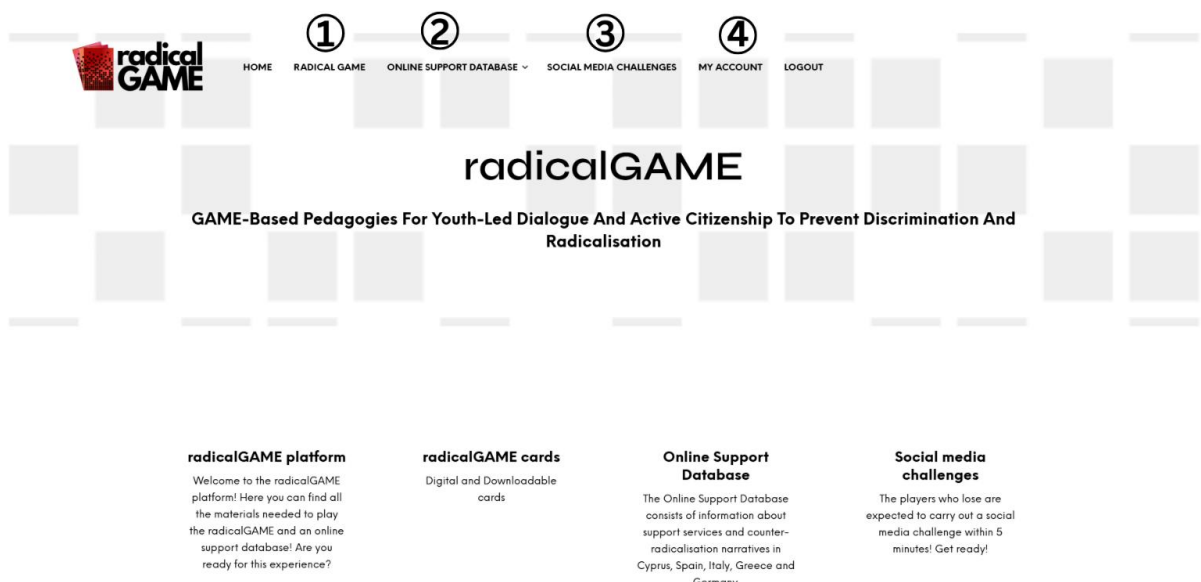 ① ② ③ ④
radical
GAME
HOME RADICAL GAME ONLINE SUPPORT DATABASE SOCIAL MEDIA CHALLENGES MY ACCOUNT LOGOUT
radicalGAME
GAME-Based Pedagogies For Youth-Led Dialogue And Active Citizenship To Prevent Discrimination And
Radicalisation
radicalGAME platform
Welcome to the radicalGAME
platform! Here you can find all
the materials needed to play
the radicalGAME and an online
support database! Are you
ready for this experience?
radicalGAME cards
Digital and Downloadable
cards
Online Support
Database
The Online Support Database
consists of information about
support services and counter-
radicalisation narratives in
Cyprus, Spain, Italy, Greece and
Germany
Social media
challenges
The players who lose are
expected to carry out a social
media challenge within 5
minutes! Get ready!